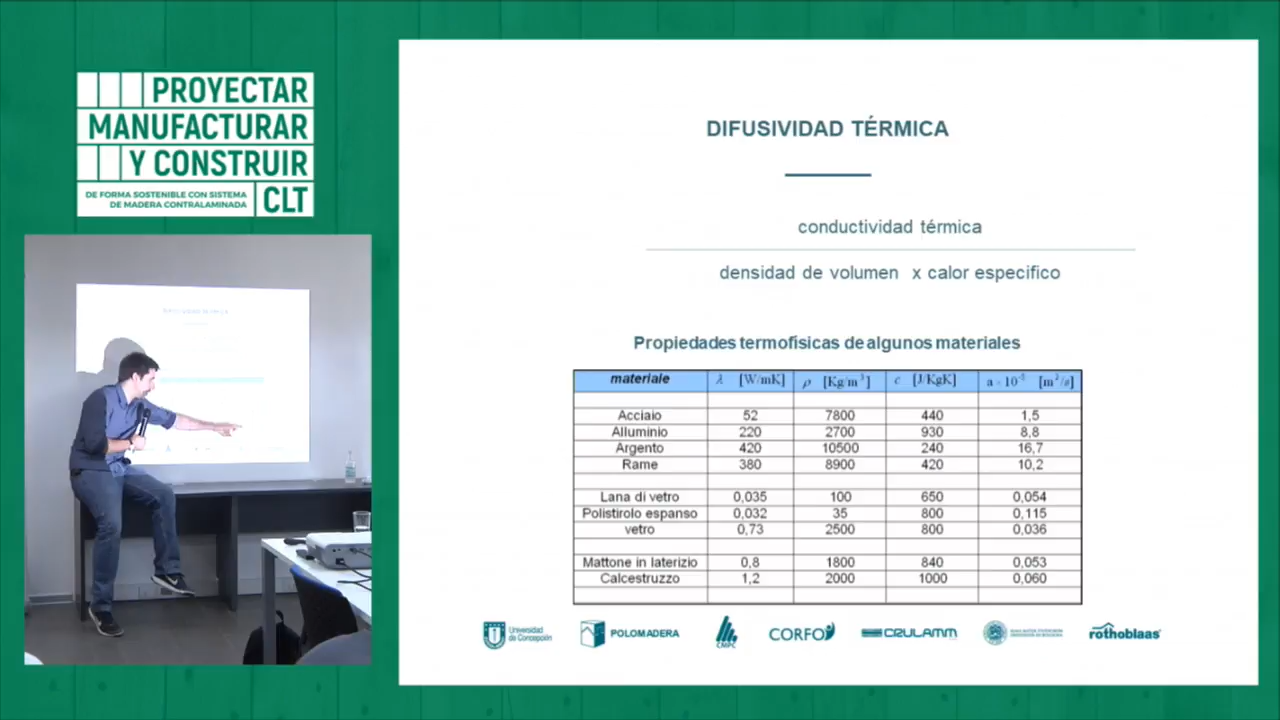 PROYECTAR
MANUFACTURAR
Y CONSTRUIR
DE FORMA SOSTENIBLE CON SISTEMA
DE MADERA CONTRALAMINADA
CLT
DIFUSIVIDAD TÉRMICA
conductividad térmica
densidad de volumen x calor especifico
Propiedades termofísicas de algunos materiales
materiale λ [W/mK] ρ [Kg/m³] c [J/KgK] a · 10⁻⁵ [m²/s]
Acciaio 52 7800 440 1,5
Alluminio 220 2700 930 8,8
Argento 420 10500 240 16,7
Rame 380 8900 420 10,2
Lana di vetro 0,035 100 650 0,054
Polistirolo espanso 0,032 35 800 0,115
vetro 0,73 2500 800 0,036
Mattone in laterizio 0,8 1800 840 0,053
Calcestruzzo 1,2 2000 1000 0,060
Universidad de Concepción
POLOMADERA
CMPC
CORFO
CRULAMM
rothoblaas